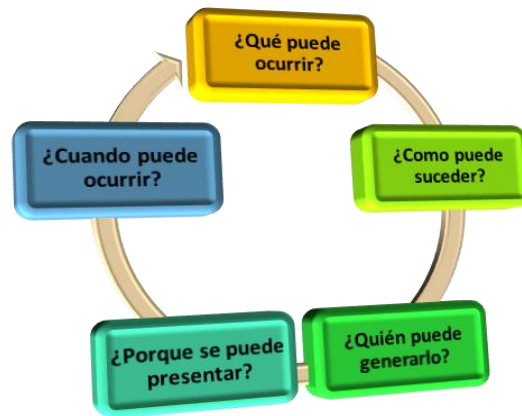 ¿Qué puede
ocurrir?
¿Como puede
suceder?
¿Quién puede
generarlo?
¿Porque se puede
presentar?
¿Cuando puede
ocurrir?